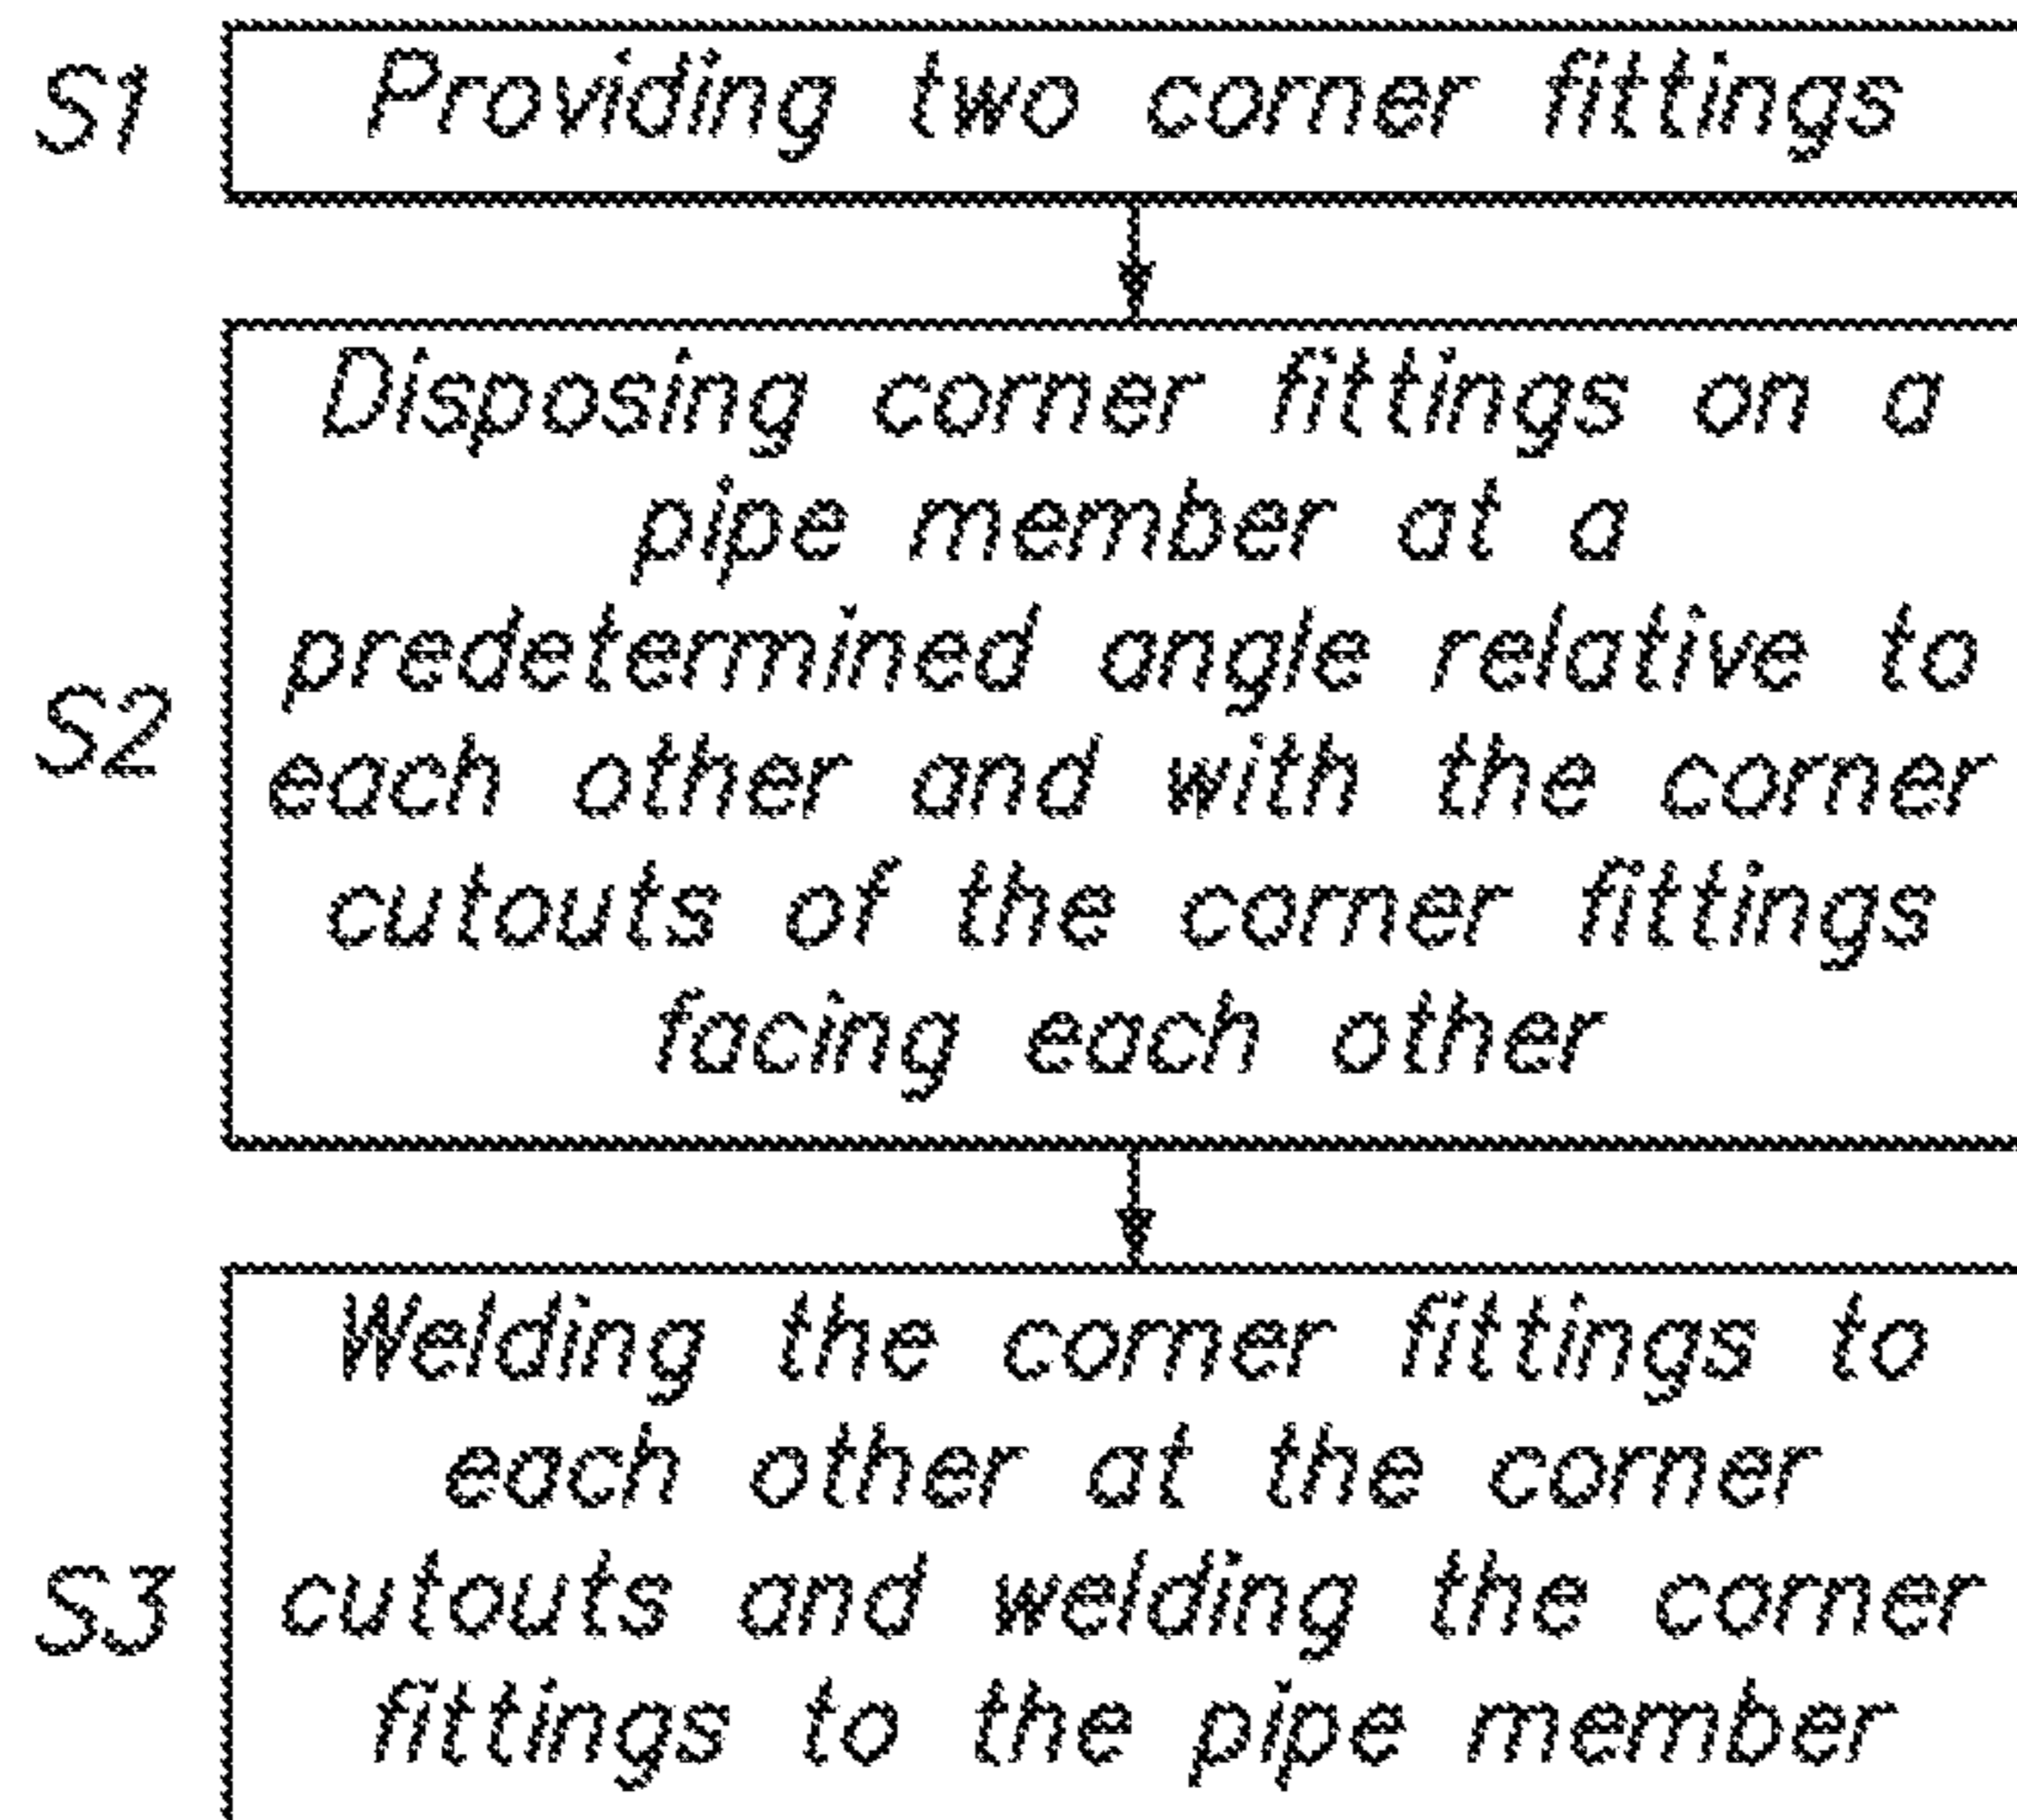 S1 Providing two corner fittings
Disposing corner fittings on a
pipe member at a
predetermined angle relative to
S2
each other and with the corner
cutouts of the corner fittings
facing each other
Welding the corner fittings to
each other at the corner
S3 cutouts and welding the corner
fittings to the pipe member